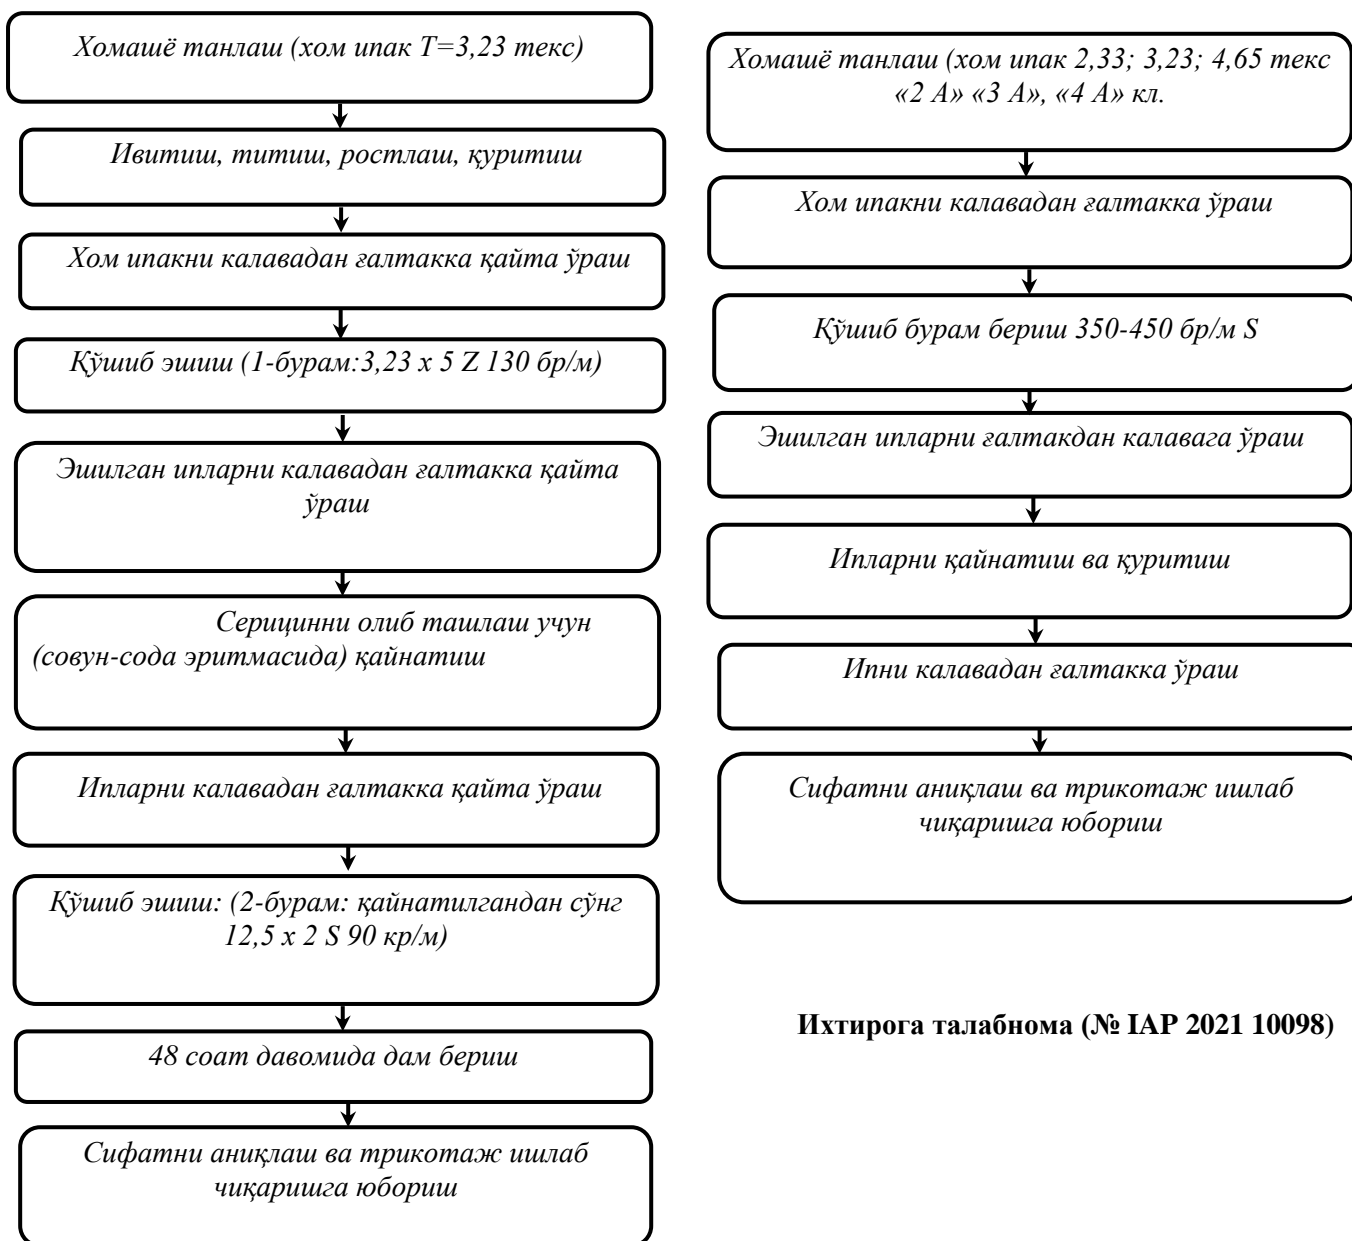 Хомашё танлаш (хом ипак Т=3,23 текс)
Ивитиш, титиш, ростлаш, қуритиш
Хом ипакни калавадан ғалтакка қайта ўраш
Қўшиб эшиш (1-бурам:3,23 х 5 Z 130 бр/м)
Эшилган ипларни калавадан ғалтакка қайта
ўраш
Серицинни олиб ташлаш учун
(совун-сода эритмасида) қайнатиш
Ипларни калавадан ғалтакка қайта ўраш
Қўшиб эшиш: (2-бурам: қайнатилгандан сўнг
12,5 х 2 S 90 кр/м)
48 соат давомида дам бериш
Сифатни аниқлаш ва трикотаж ишлаб
чиқаришга юбориш
Хомашё танлаш (хом ипак 2,33; 3,23; 4,65 текс
«2 А» «3 А», «4 А» кл.
Хом ипакни калавадан ғалтакка ўраш
Қўшиб бурам бериш 350-450 бр/м S
Эшилган ипларни ғалтакдан калавага ўраш
Ипларни қайнатиш ва қуритиш
Ипни калавадан ғалтакка ўраш
Сифатни аниқлаш ва трикотаж ишлаб
чиқаришга юбориш
Ихтирога талабнома (№ IAP 2021 10098)